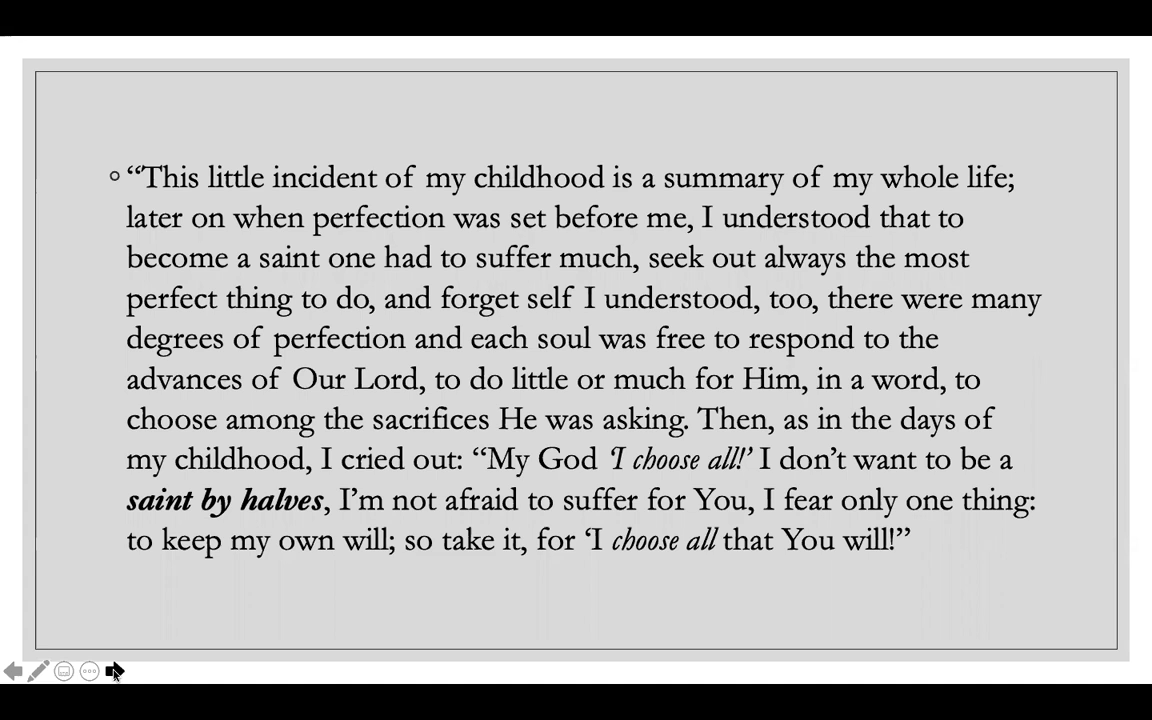 “This little incident of my childhood is a summary of my whole life;
later on when perfection was set before me, I understood that to
become a saint one had to suffer much, seek out always the most
perfect thing to do, and forget self I understood, too, there were many
degrees of perfection and each soul was free to respond to the
advances of Our Lord, to do little or much for Him, in a word, to
choose among the sacrifices He was asking. Then, as in the days of
my childhood, I cried out: “My God ‘I choose all!’ I don’t want to be a
saint by halves, I’m not afraid to suffer for You, I fear only one thing:
to keep my own will; so take it, for ‘I choose all that You will!”